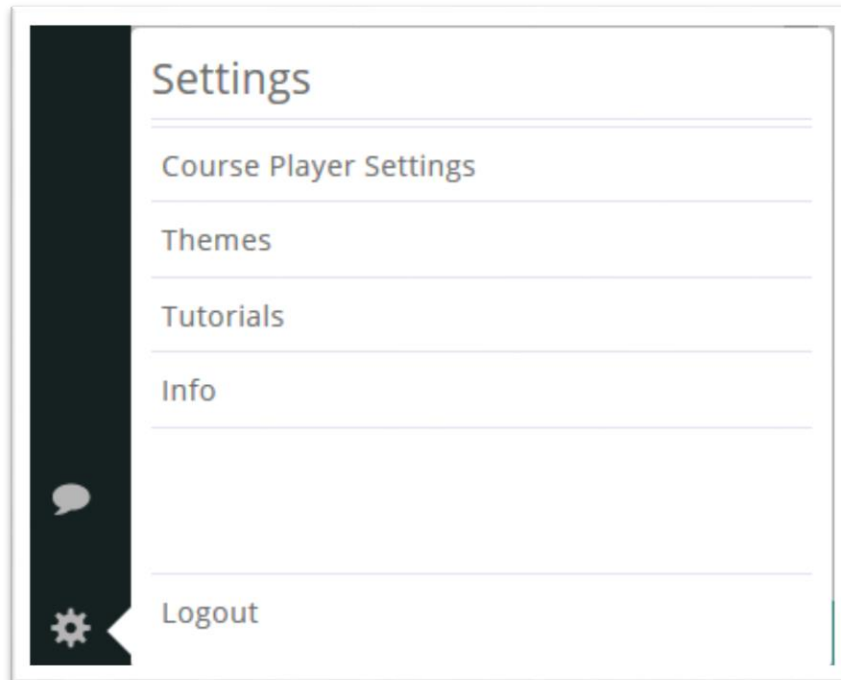 Settings
Course Player Settings
Themes
Tutorials
Info
Logout